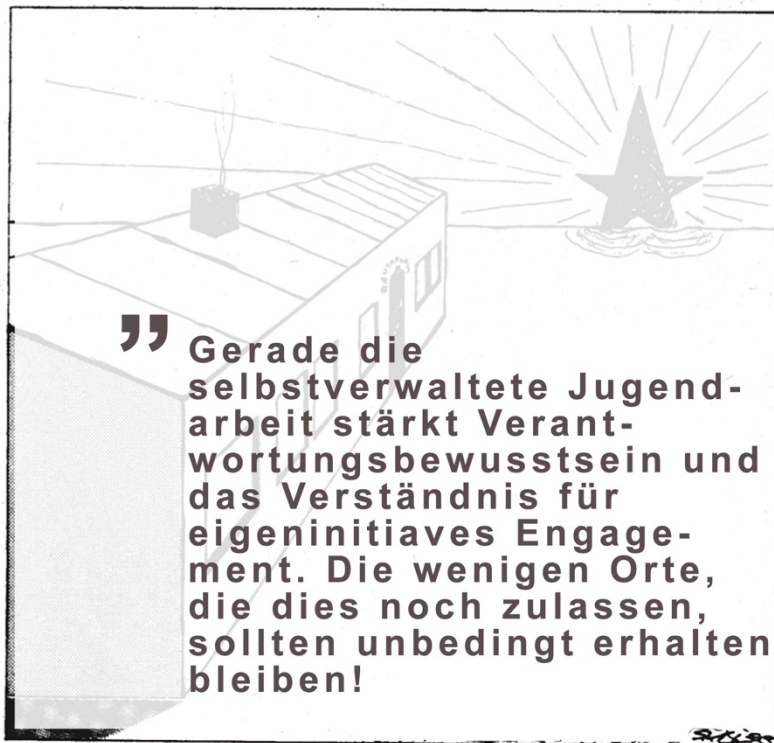 ”
Gerade die
selbstverwaltete Jugend-
arbeit stärkt Verant-
wortungsbewusstsein und
das Verständnis für
eigeninitiaves Engage-
ment. Die wenigen Orte,
die dies noch zulassen,
sollten unbedingt erhalten
bleiben!